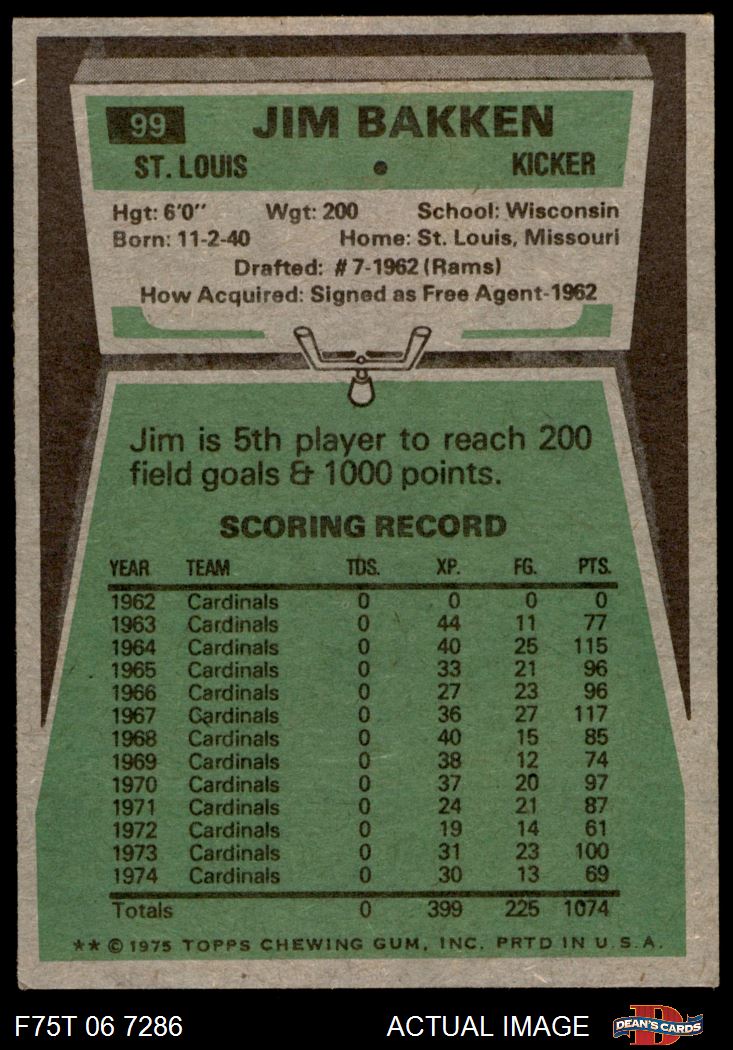 99 JIM BAKKEN
ST. LOUIS • KICKER
Hgt: 6'0" Wgt: 200 School: Wisconsin
Born: 11-2-40 Home: St. Louis, Missouri
Drafted: #7-1962 (Rams)
How Acquired: Signed as Free Agent-1962
Jim is 5th player to reach 200
field goals & 1000 points.
SCORING RECORD
YEAR TEAM TDS. XP. FG. PTS.
1962 Cardinals 0 0 0 0
1963 Cardinals 0 44 11 77
1964 Cardinals 0 40 25 115
1965 Cardinals 0 33 21 96
1966 Cardinals 0 27 23 96
1967 Cardinals 0 36 27 117
1968 Cardinals 0 40 15 85
1969 Cardinals 0 38 12 74
1970 Cardinals 0 37 20 97
1971 Cardinals 0 24 21 87
1972 Cardinals 0 19 14 61
1973 Cardinals 0 31 23 100
1974 Cardinals 0 30 13 69
Totals 0 399 225 1074
** © 1975 TOPPS CHEWING GUM, INC. PRTD IN U.S.A.
F75T 06 7286 ACTUAL IMAGE D DEAN'S CARDS